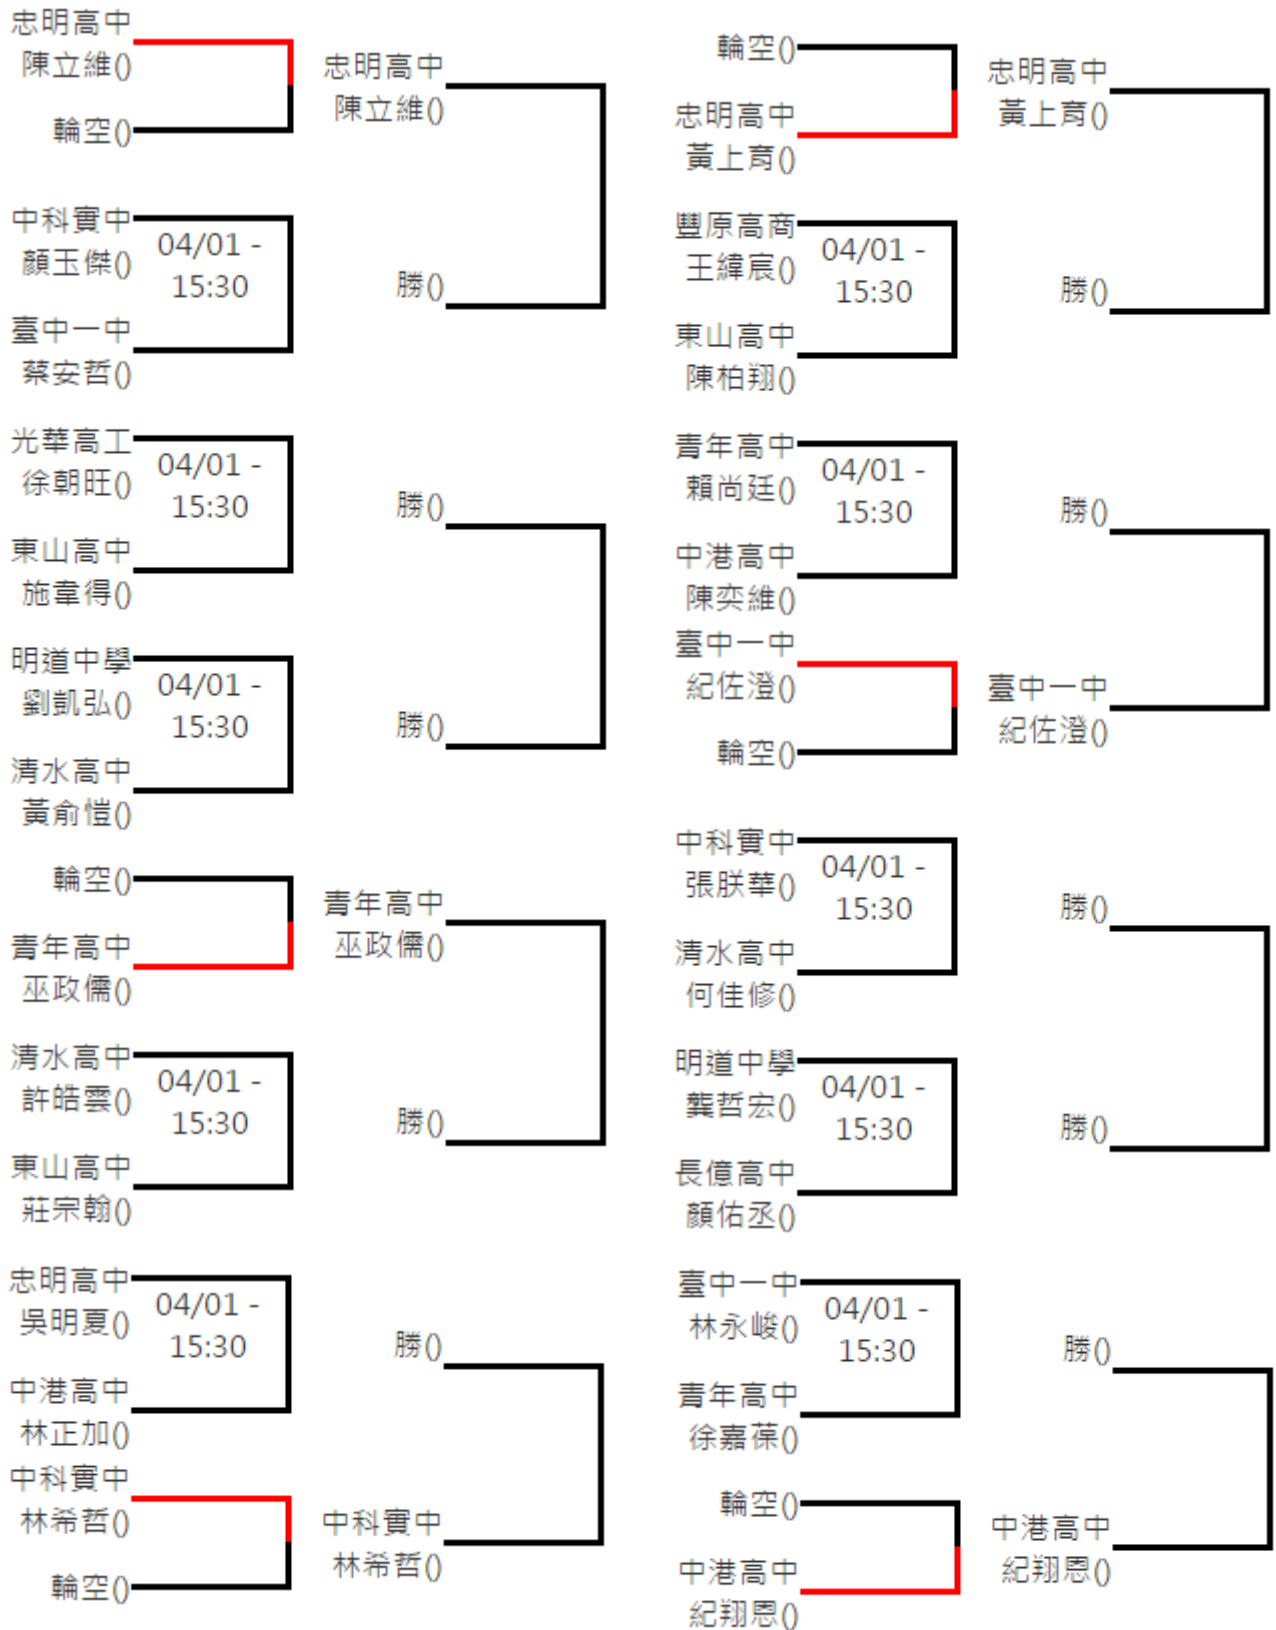 忠明高中
陳立維()
輪空()
忠明高中
陳立維()
中科實中
顏玉傑()
04/01 -
15:30
臺中一中
蔡安哲()
勝()
光華高工
徐朝旺()
04/01 -
15:30
東山高中
施韋得()
勝()
明道中學
劉凱弘()
04/01 -
15:30
清水高中
黃俞愷()
勝()
輪空()
青年高中
巫政儒()
青年高中
巫政儒()
清水高中
許皓雲()
04/01 -
15:30
東山高中
莊宗翰()
勝()
忠明高中
吳明夏()
04/01 -
15:30
中港高中
林正加()
勝()
中科實中
林希哲()
輪空()
中科實中
林希哲()
輪空()
忠明高中
黃上育()
忠明高中
黃上育()
豐原高商
王緯宸()
04/01 -
15:30
東山高中
陳柏翔()
勝()
青年高中
賴尚廷()
04/01 -
15:30
中港高中
陳奕維()
勝()
臺中一中
紀佐澄()
輪空()
臺中一中
紀佐澄()
中科實中
張朕華()
04/01 -
15:30
清水高中
何佳修()
勝()
明道中學
龔哲宏()
04/01 -
15:30
長億高中
顏佑丞()
勝()
臺中一中
林永峻()
04/01 -
15:30
青年高中
徐嘉葆()
勝()
輪空()
中港高中
紀翔恩()
中港高中
紀翔恩()